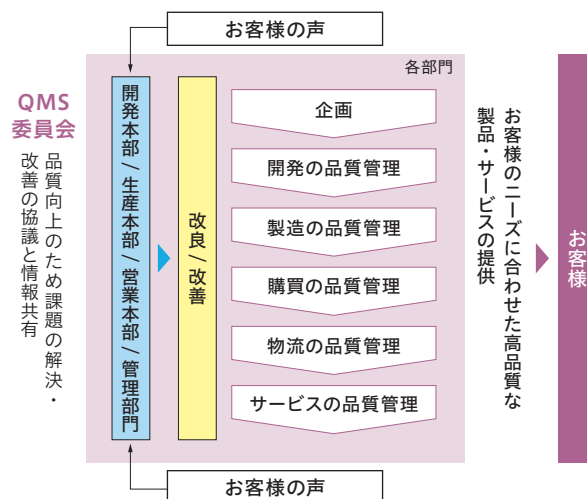 お客様の声
各部門
QMS
委員会
品質向上のため課題の解決・
改善の協議と情報共有
開発本部/生産本部/営業本部/管理部門
改良/改善
企画
開発の品質管理
製造の品質管理
購買の品質管理
物流の品質管理
サービスの品質管理
お客様のニーズに合わせた高品質な
製品・サービスの提供
お客様
お客様の声